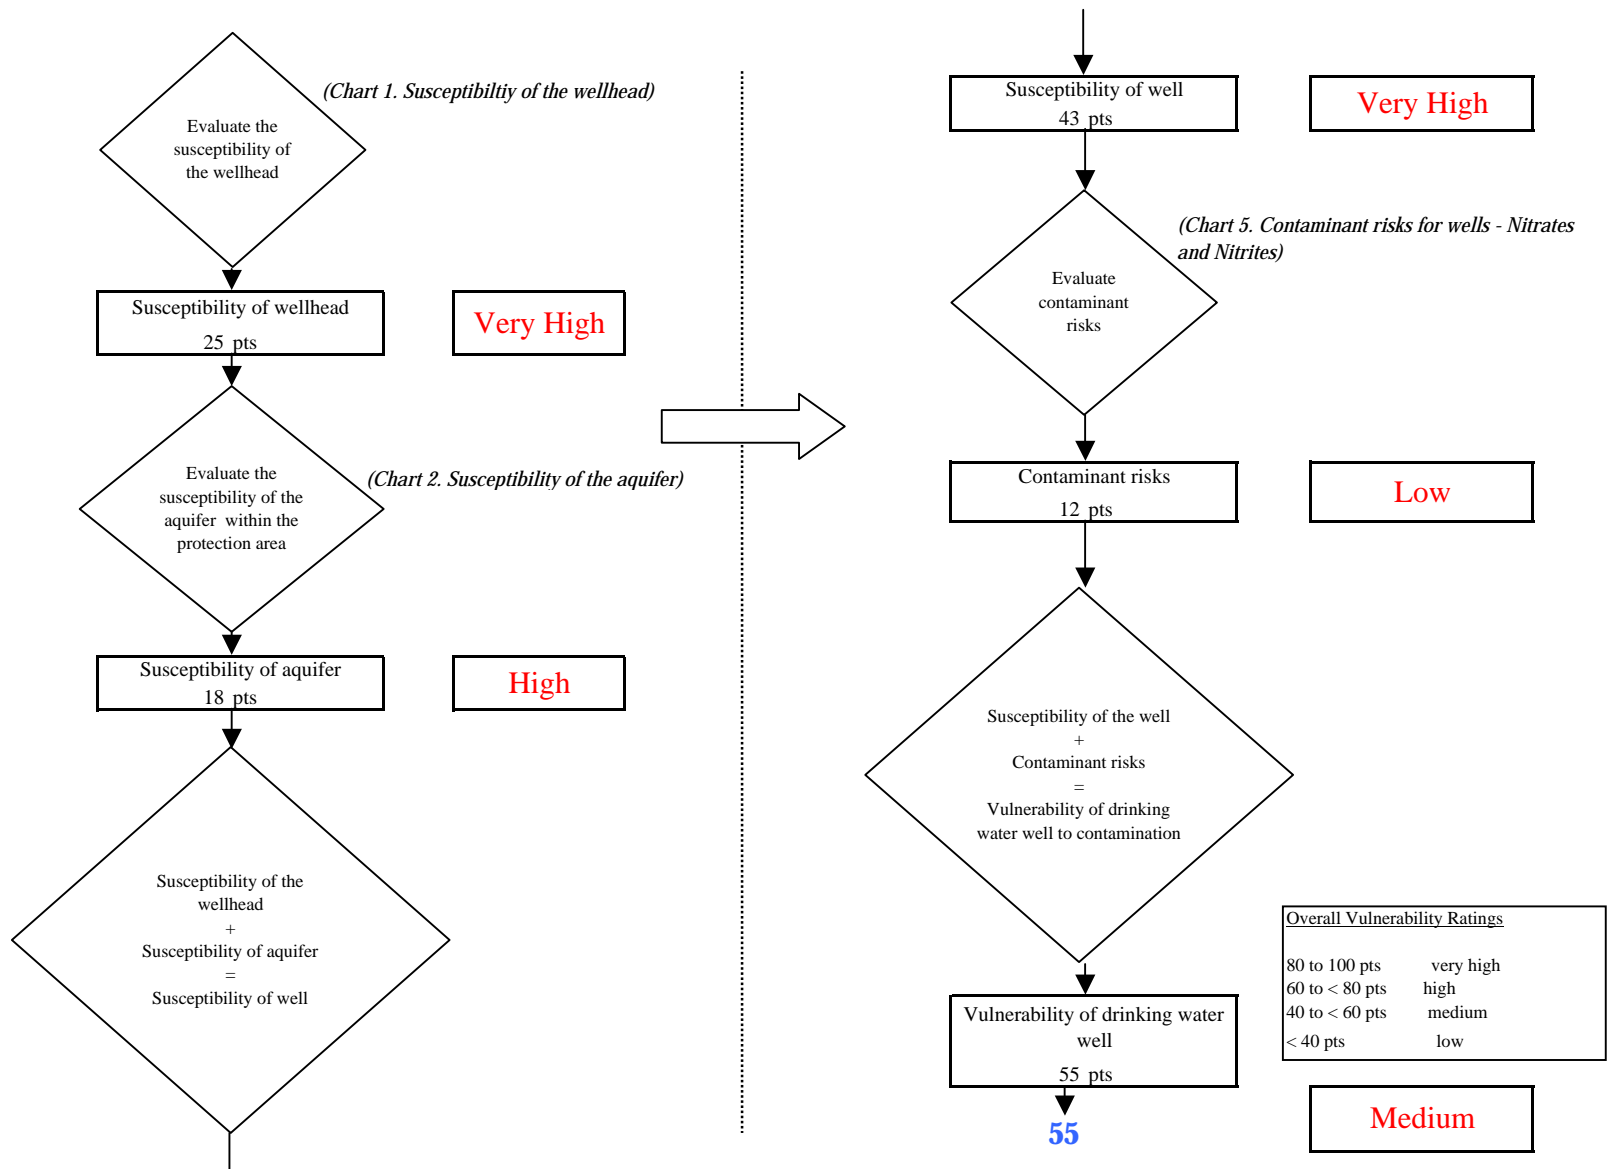 (Chart 1. Susceptibiltiy of the wellhead)
Evaluate the
susceptibility of
the wellhead
Susceptibility of wellhead
25 pts
Very High
Evaluate the
susceptibility of the
aquifer within the
protection area
(Chart 2. Susceptibility of the aquifer)
Susceptibility of aquifer
18 pts
High
Susceptibility of the
wellhead
+
Susceptibility of aquifer
=
Susceptibility of well
Susceptibility of well
43 pts
Very High
(Chart 5. Contaminant risks for wells - Nitrates
and Nitrites)
Evaluate
contaminant
risks
Contaminant risks
12 pts
Low
Susceptibility of the well
+
Contaminant risks
=
Vulnerability of drinking
water well to contamination
Overall Vulnerability Ratings
80 to 100 pts very high
60 to < 80 pts high
40 to < 60 pts medium
< 40 pts low
Vulnerability of drinking water
well
55 pts
55
Medium